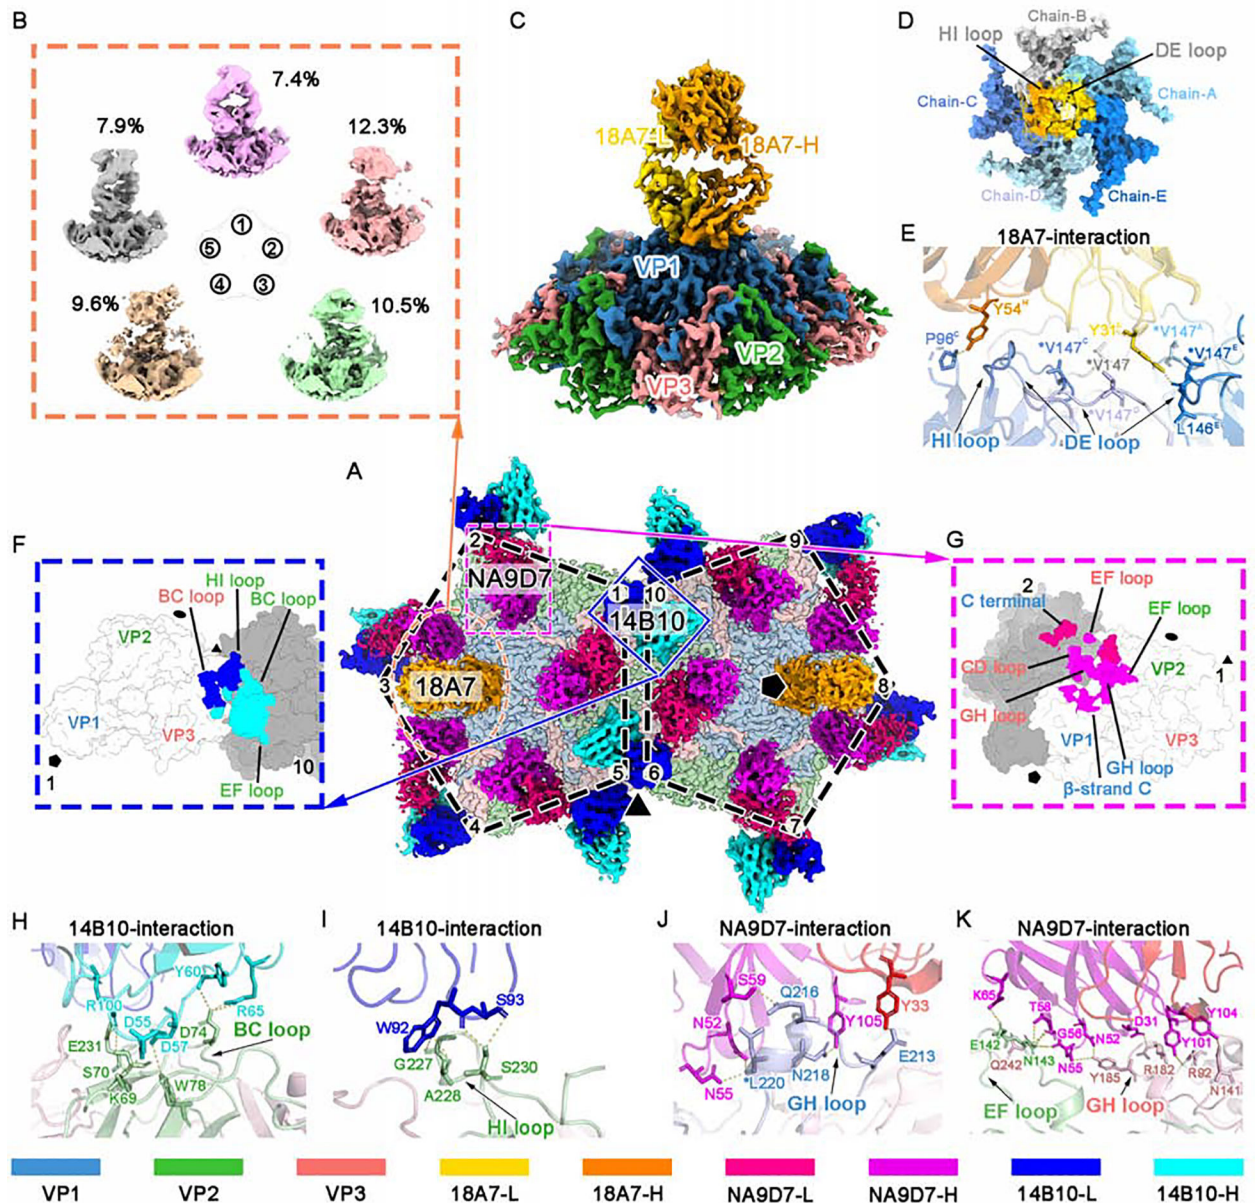 B
7.4%
7.9%
12.3%
1
5
2
4
3
9.6%
10.5%
C
18A7-L
18A7-H
VP1
VP2
VP3
D
Chain-B
HI loop
DE loop
Chain-C
Chain-A
Chain-D
Chain-E
E
18A7-interaction
Y54H
P96C
Y31L
*V147A
*V147C
*V147
*V147E
*V147D
L146E
HI loop
DE loop
A
2
9
NA9D7
1
10
14B10
3
18A7
8
5
6
4
7
F
HI loop
BC loop
BC loop
VP2
VP1
VP3
1
10
EF loop
G
2
EF loop
C terminal
EF loop
CD loop
VP2
1
GH loop
VP1
VP3
GH loop
β-strand C
H
14B10-interaction
Y60
R100
R65
D55
D74
D57
BC loop
E231
S70
W78
K69
I
14B10-interaction
S93
W92
G227
S230
A228
HI loop
J
NA9D7-interaction
S59
Q216
Y33
N52
Y105
E213
N55
*L220
N218
GH loop
K
NA9D7-interaction
K65
T58
Y104
G56
D31
E142
N52
Y101
Q242
N143
N55
R182
R92
Y185
N141
EF loop
GH loop
VP1
VP2
VP3
18A7-L
18A7-H
NA9D7-L
NA9D7-H
14B10-L
14B10-H